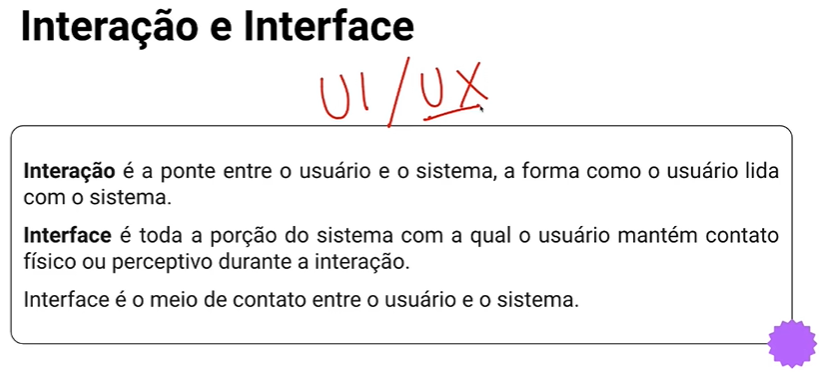 Interação e Interface
UI/UX
Interação é a ponte entre o usuário e o sistema, a forma como o usuário lida
com o sistema.
Interface é toda a porção do sistema com a qual o usuário mantém contato
físico ou perceptivo durante a interação.
Interface é o meio de contato entre o usuário e o sistema.